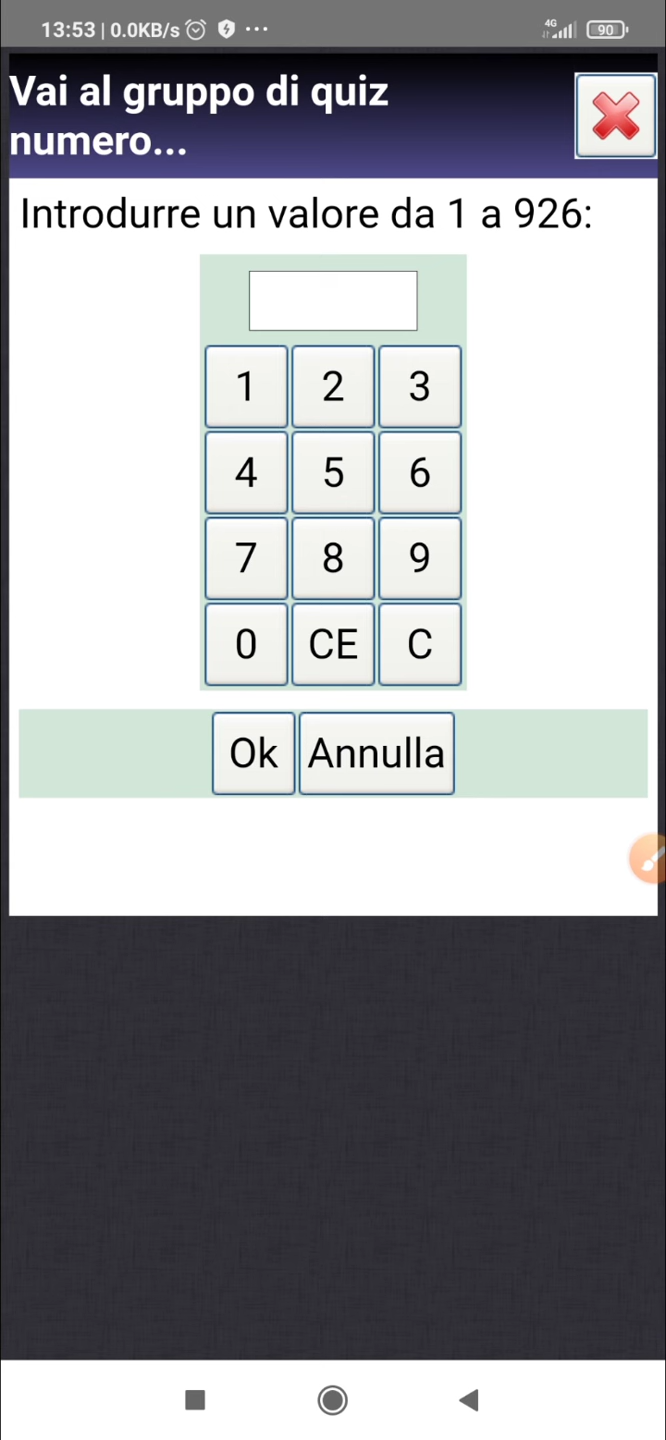 13:53 | 0.0KB/s ... 4G 90
Vai al gruppo di quiz
numero...
Introdurre un valore da 1 a 926:
1 2 3
4 5 6
7 8 9
0 CE C
Ok Annulla